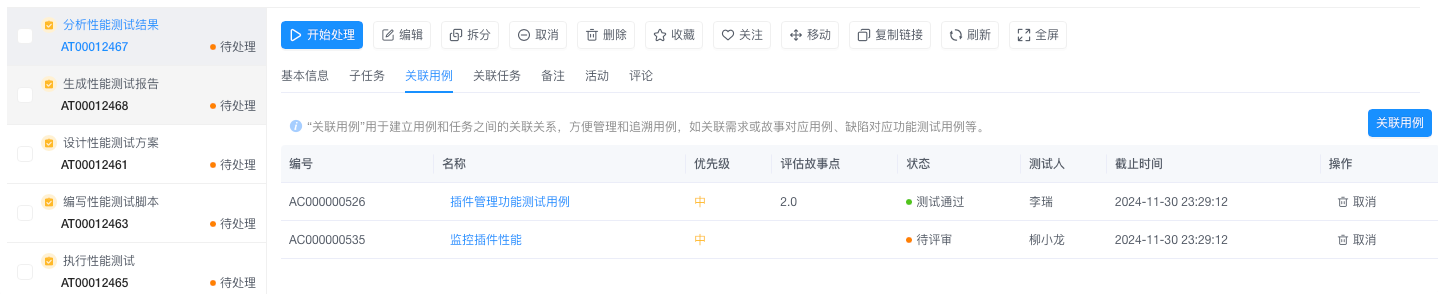 分析性能测试结果
AT00012467 待处理
生成性能测试报告
AT00012468 待处理
设计性能测试方案
AT00012461 待处理
编写性能测试脚本
AT00012463 待处理
执行性能测试
AT00012465 待处理
开始处理 编辑 拆分 取消 删除 收藏 关注 移动 复制链接 刷新 全屏
基本信息 子任务 关联用例 关联任务 备注 活动 评论
“关联用例”用于建立用例和任务之间的关联关系，方便管理和追溯用例，如关联需求或故事对应用例、缺陷对应功能测试用例等。
关联用例
编号 名称 优先级 评估故事点 状态 测试人 截止时间 操作
AC000000526 插件管理功能测试用例 中 2.0 测试通过 李瑞 2024-11-30 23:29:12 取消
AC000000535 监控插件性能 中 待评审 柳小龙 2024-11-30 23:29:12 取消